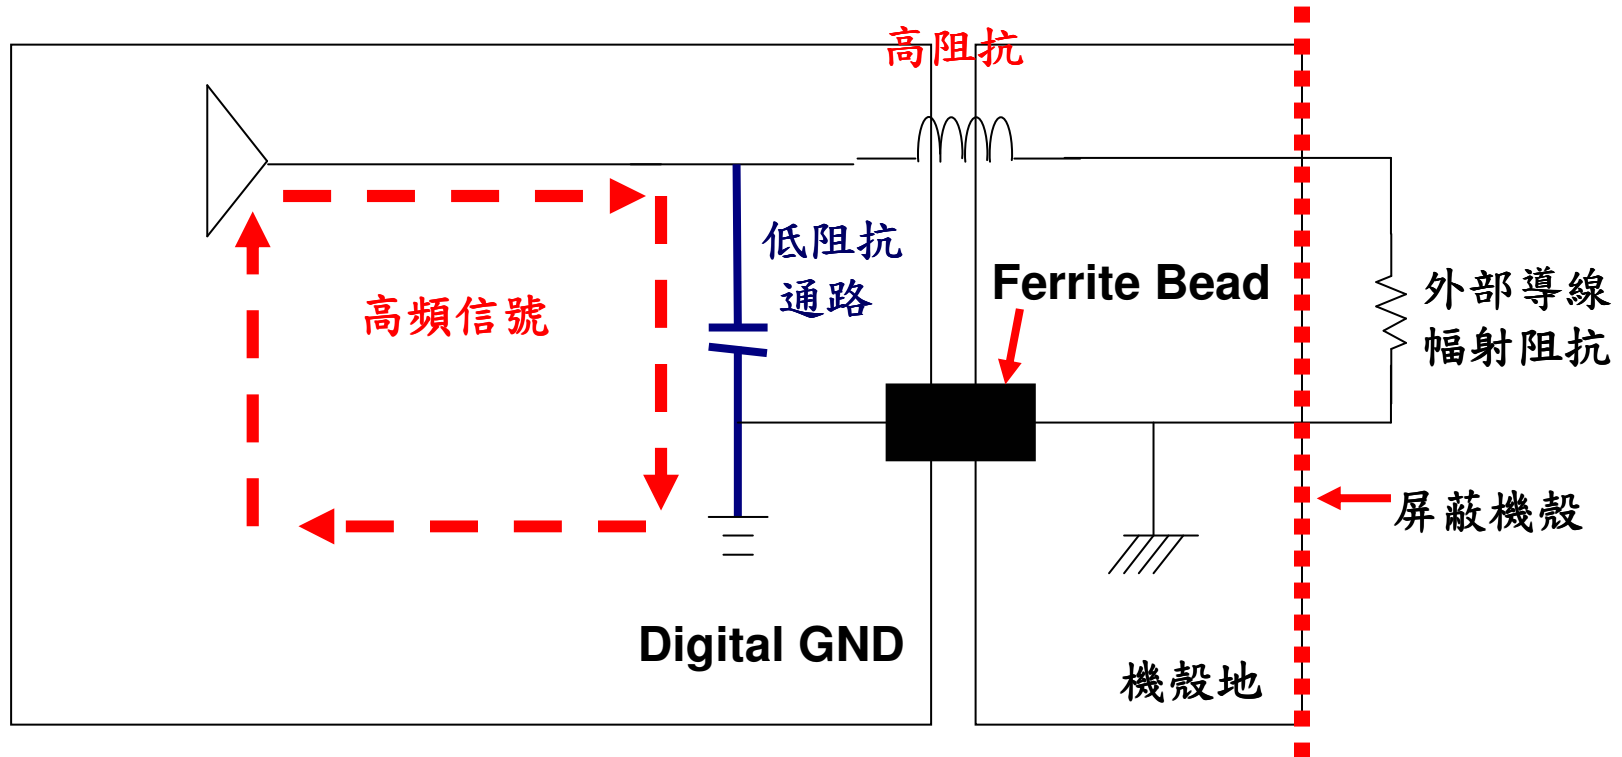 高阻抗
低阻抗
通路
Ferrite Bead
高頻信號
外部導線
幅射阻抗
屏蔽機殼
Digital GND
機殼地